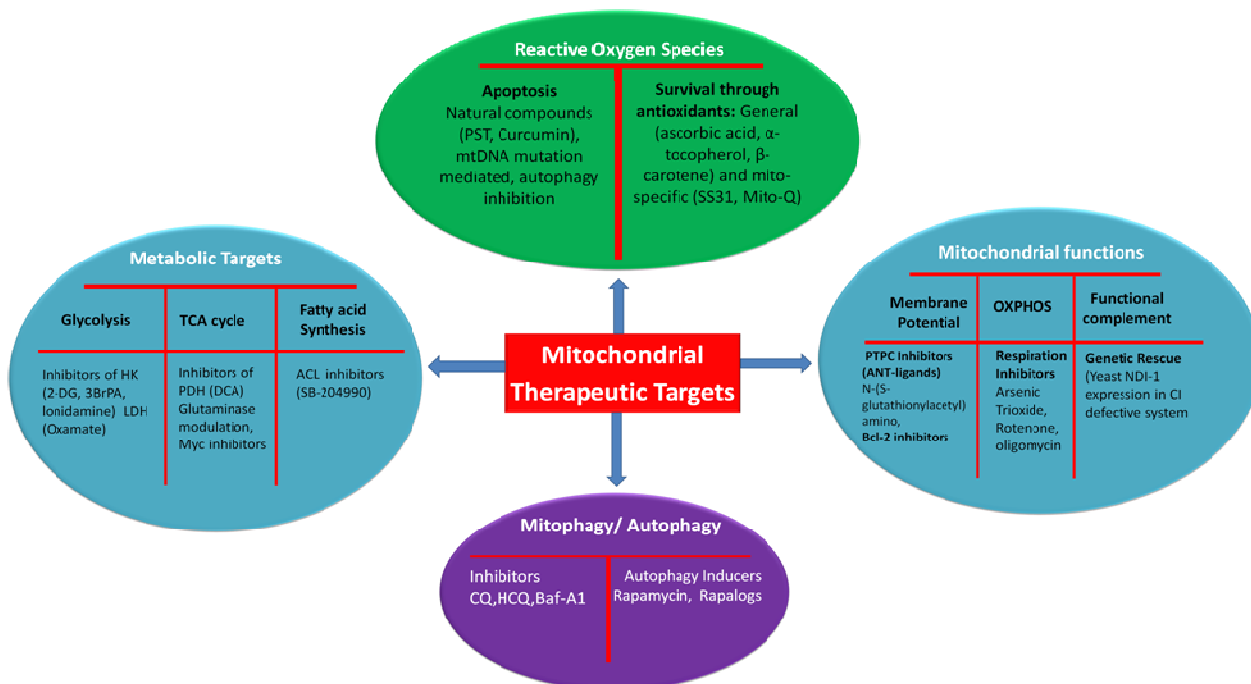 Reactive Oxygen Species
Apoptosis
Natural compounds
(PST, Curcumin),
mtDNA mutation
mediated, autophagy
inhibition
Survival through
antioxidants: General
(ascorbic acid, α-
tocopherol, β-
carotene) and mito-
specific (SS31, Mito-Q)
Metabolic Targets
Glycolysis
TCA cycle
Fatty acid
Synthesis
Inhibitors of HK
(2-DG, 3BrPA,
Ionidamine) LDH
(Oxamate)
Inhibitors of
PDH (DCA)
Glutaminase
modulation,
Myc inhibitors
ACL inhibitors
(SB-204990)
Mitochondrial
Therapeutic Targets
Mitochondrial functions
Membrane
Potential
OXPHOS
Functional
complement
PTPC Inhibitors
(ANT-ligands)
N-(S-
glutathionylacetyl)
amino,
Bcl-2 inhibitors
Respiration
Inhibitors
Arsenic
Trioxide,
Rotenone,
oligomycin
Genetic Rescue
(Yeast NDI-1
expression in CI
defective system
Mitophagy/ Autophagy
Inhibitors
CQ,HCQ,Baf-A1
Autophagy Inducers
Rapamycin, Rapalogs